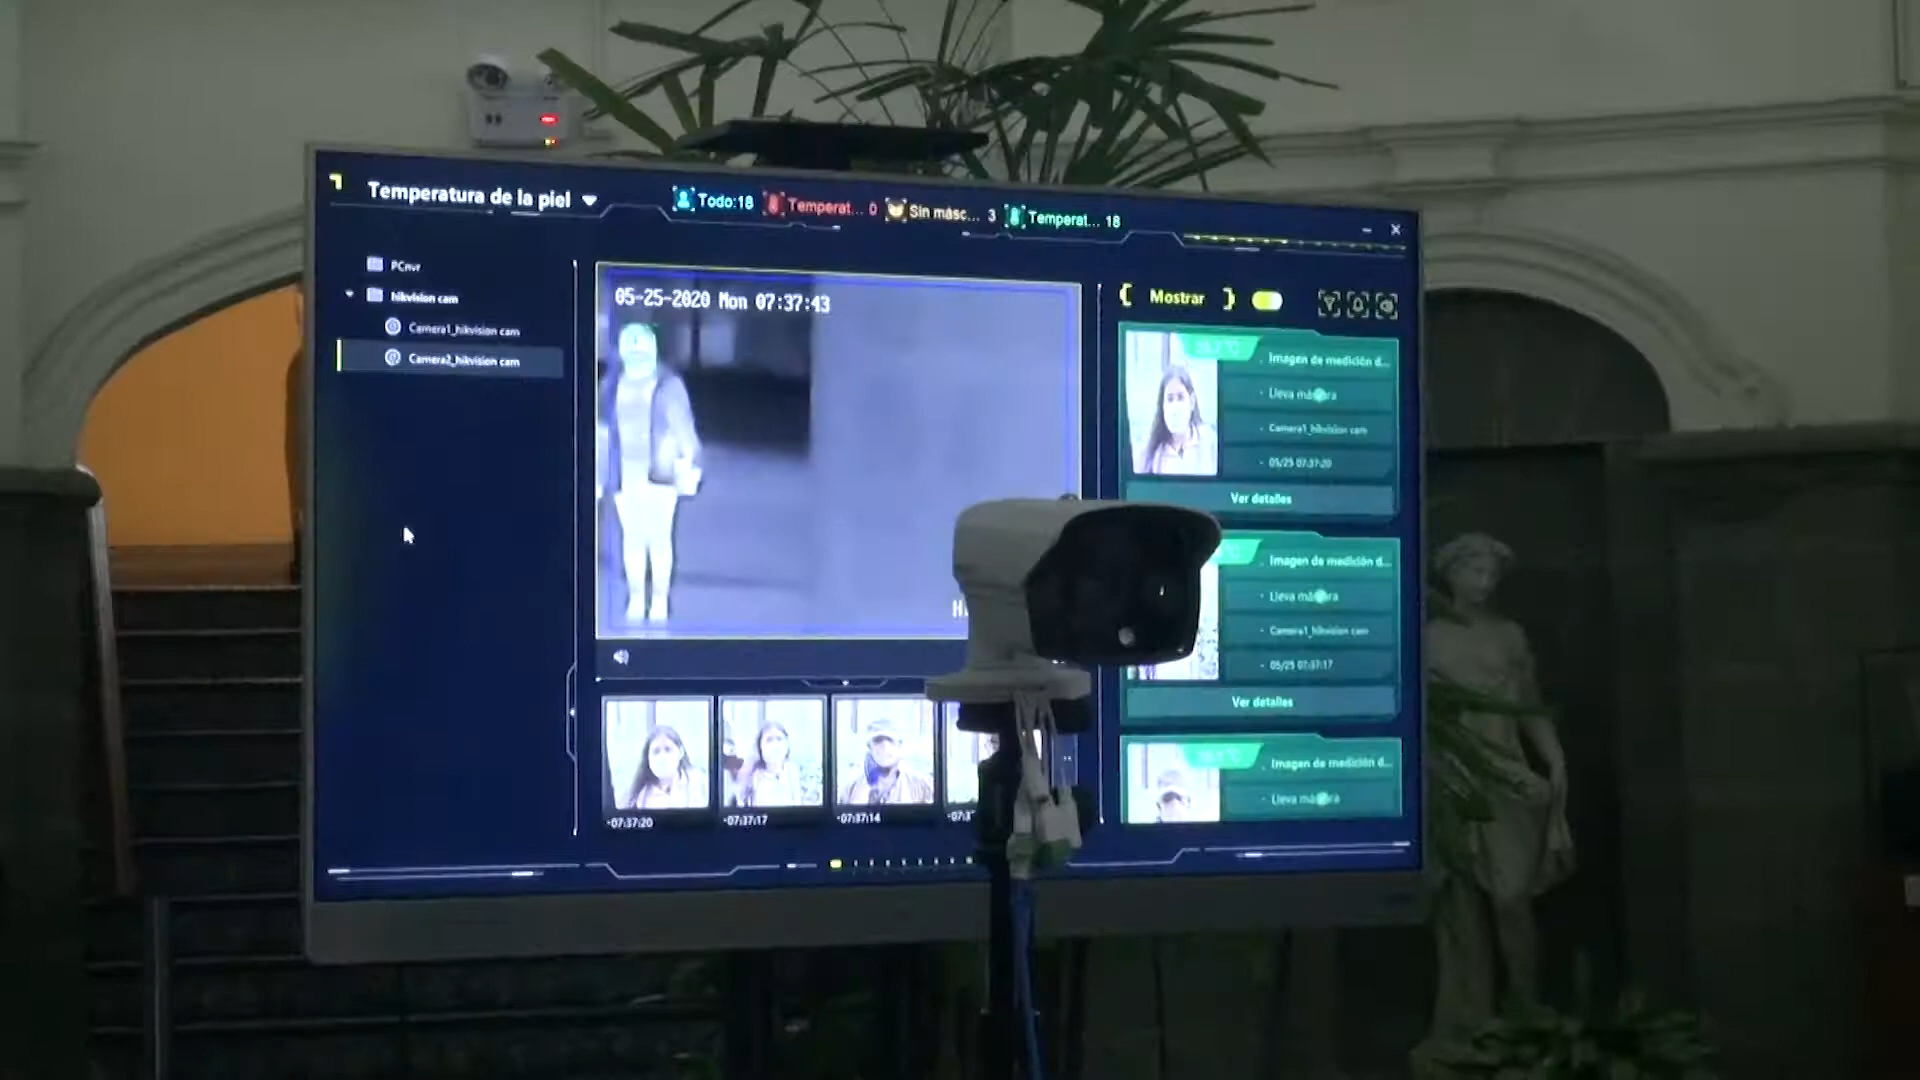 Temperatura de la piel
Todo:18
Temperat... 0
Sin másc... 3
Temperat... 18
PCnvr
hikvision cam
Camera1_hikvision cam
Camera2_hikvision cam
05-25-2020 Mon 07:37:43
Mostrar
Imagen de medición d...
Lleva máscara
Camera1_hikvision cam
05/25 07:37:20
Ver detalles
Imagen de medición d...
Lleva máscara
Camera1_hikvision cam
05/25 07:37:17
Ver detalles
Imagen de medición d...
Lleva máscara
07:37:20
07:37:17
07:37:14